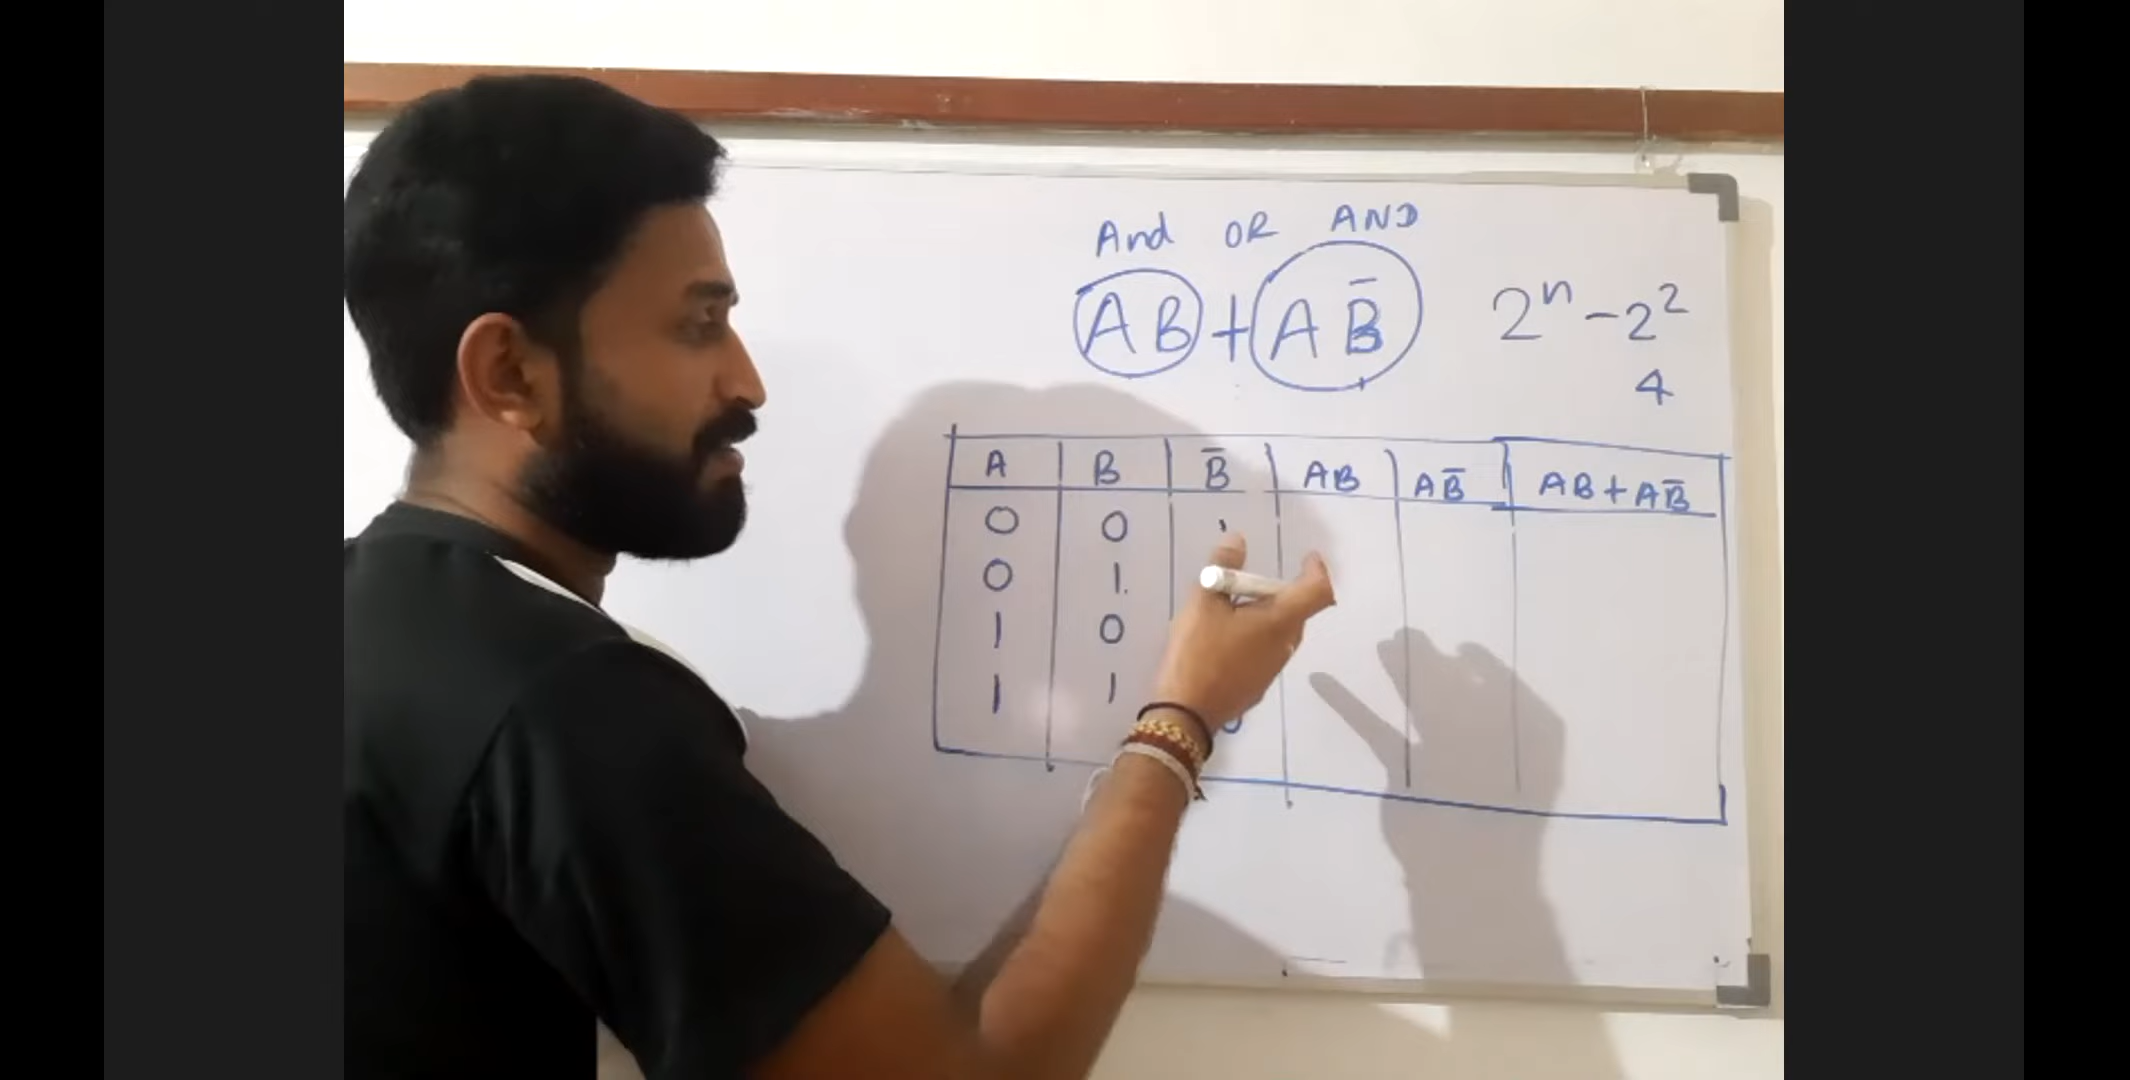 And OR AND
AB + AB̅ 2ⁿ - 2²
4
A B B̅ AB AB̅ AB + AB̅
0 0
0 1
1 0
1 1 0